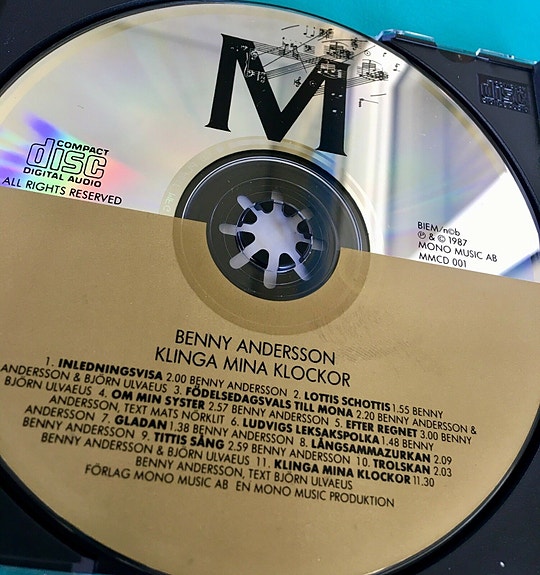 M
COMPACT
disc
DIGITAL AUDIO
ALL RIGHTS RESERVED
BIEM/n©b
℗ & © 1987
MONO MUSIC AB
MMCD 001
BENNY ANDERSSON
KLINGA MINA KLOCKOR
1. INLEDNINGSVISA 2.00 BENNY ANDERSSON 2. LOTTIS SCHOTTIS 1.55 BENNY
ANDERSSON & BJÖRN ULVAEUS 3. FÖDELSEDAGSVALS TILL MONA 2.20 BENNY ANDERSSON &
BJÖRN ULVAEUS 4. OM MIN SYSTER 2.57 BENNY ANDERSSON 5. EFTER REGNET 3.00 BENNY
ANDERSSON, TEXT MATS NÖRKLIT 6. LUDVIGS LEKSAKSPOLKA 1.48 BENNY
ANDERSSON 7. GLADAN 1.38 BENNY ANDERSSON 8. LÅNGSAMMAZURKAN 2.09
BENNY ANDERSSON 9. TITTIS SÅNG 2.59 BENNY ANDERSSON 10. TROLSKAN 2.03
BENNY ANDERSSON & BJÖRN ULVAEUS 11. KLINGA MINA KLOCKOR 11.30
BENNY ANDERSSON, TEXT BJÖRN ULVAEUS
FÖRLAG MONO MUSIC AB EN MONO MUSIC PRODUKTION
disc